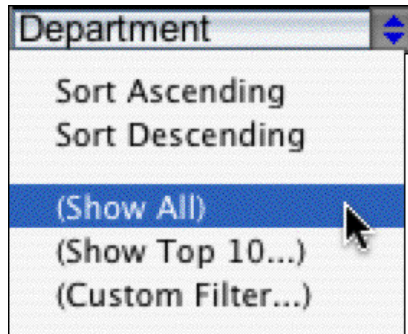 Department
Sort Ascending
Sort Descending
(Show All)
(Show Top 10...)
(Custom Filter...)